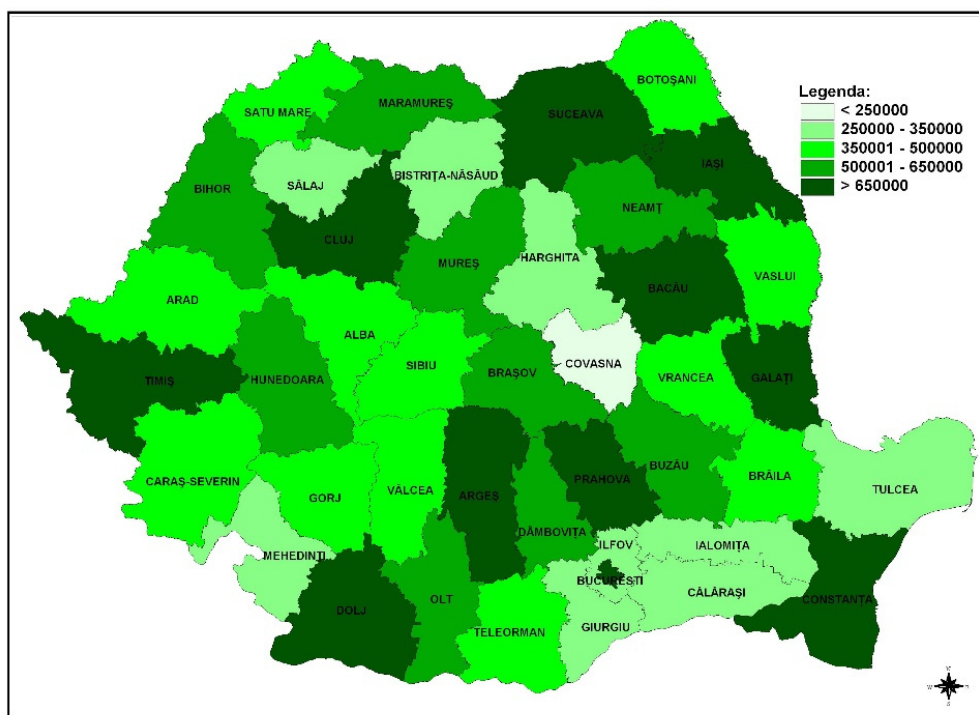 BOTOŞANI
Legenda:
< 250000
250000 - 350000
350001 - 500000
500001 - 650000
> 650000
SATU MARE
MARAMUREŞ
SUCEAVA
IAŞI
BIHOR
SĂLAJ
BISTRIŢA-NĂSĂUD
NEAMŢ
CLUJ
MUREŞ
HARGHITA
BACĂU
VASLUI
ARAD
ALBA
SIBIU
BRAŞOV
COVASNA
VRANCEA
GALAŢI
TIMIŞ
HUNEDOARA
CARAŞ-SEVERIN
GORJ
VÂLCEA
ARGEŞ
PRAHOVA
BUZĂU
BRĂILA
TULCEA
DÂMBOVIŢA
ILFOV
IALOMIŢA
MEHEDINŢI
BUCUREŞTI
CĂLĂRAŞI
CONSTANŢA
DOLJ
OLT
TELEORMAN
GIURGIU
N
W
E
S